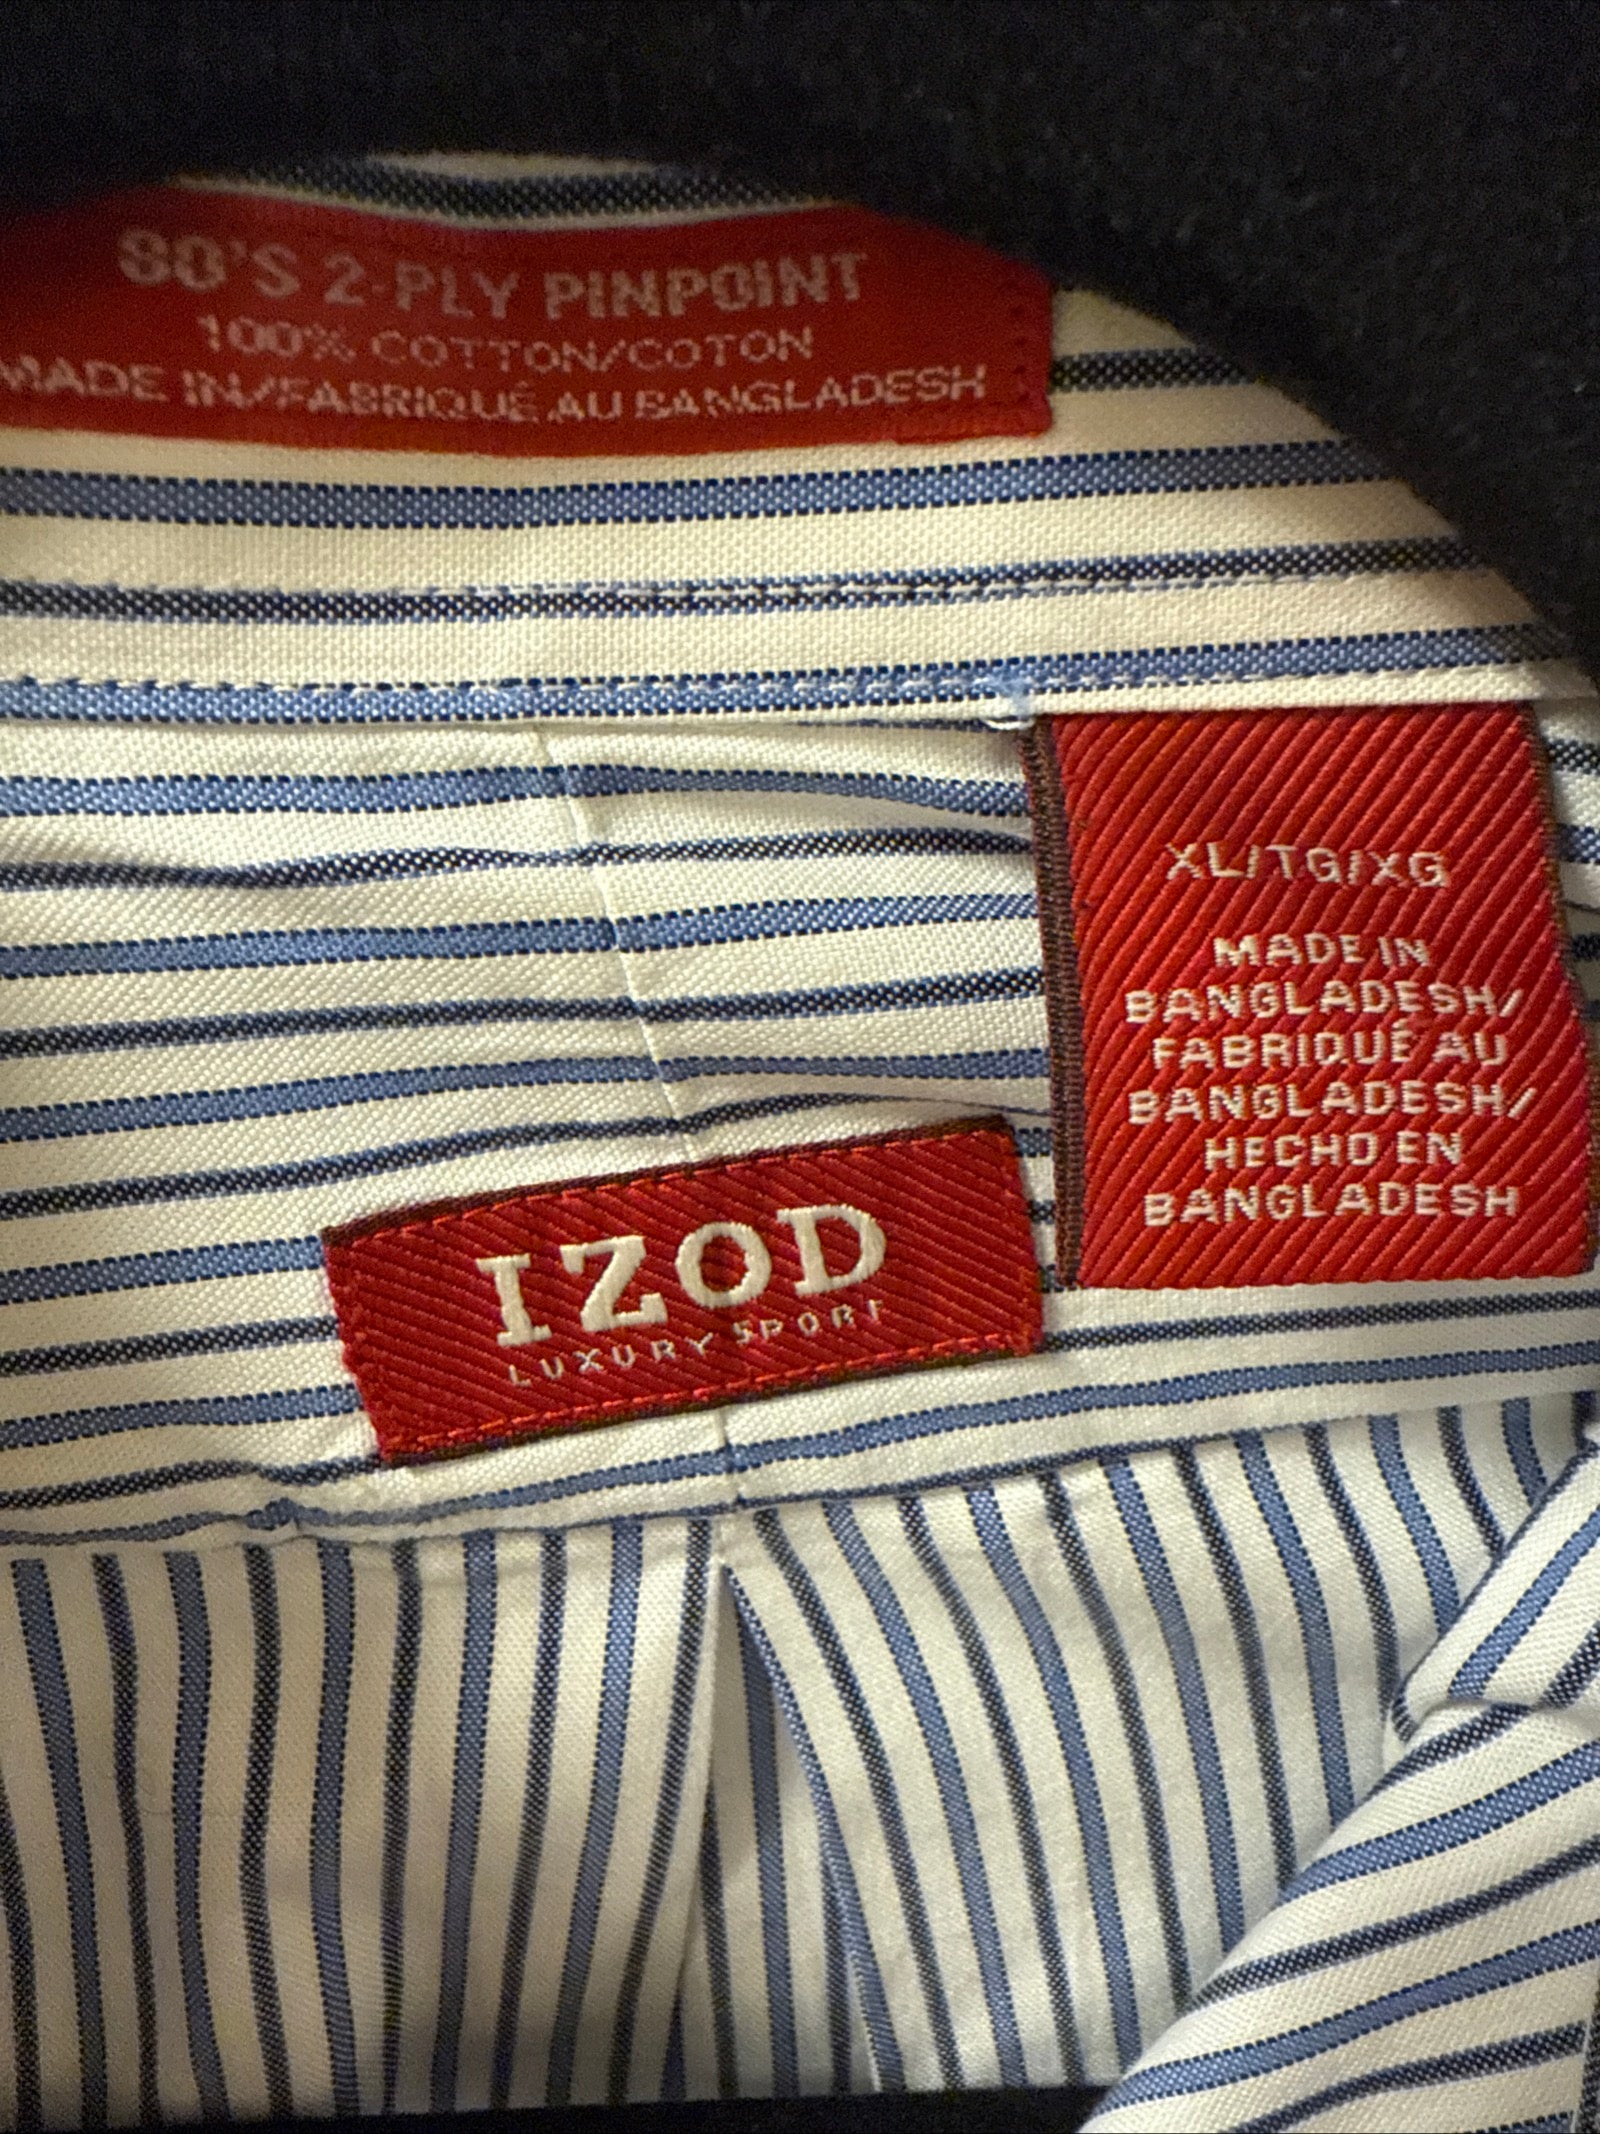 80'S 2-PLY PINPOINT
100% COTTON/COTON
MADE IN/FABRIQUÉ AU BANGLADESH
XL/TG/XG
MADE IN
BANGLADESH/
FABRIQUÉ AU
BANGLADESH/
HECHO EN
BANGLADESH
IZOD
LUXURY SPORT